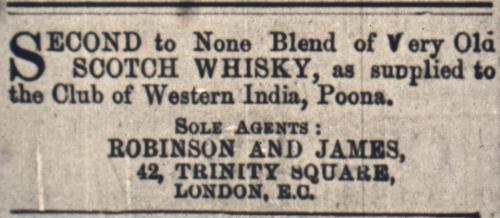 SECOND to None Blend of Very Old
SCOTCH WHISKY, as supplied to
the Club of Western India, Poona.
SOLE AGENTS:
ROBINSON AND JAMES,
42, TRINITY SQUARE,
LONDON, E.C.